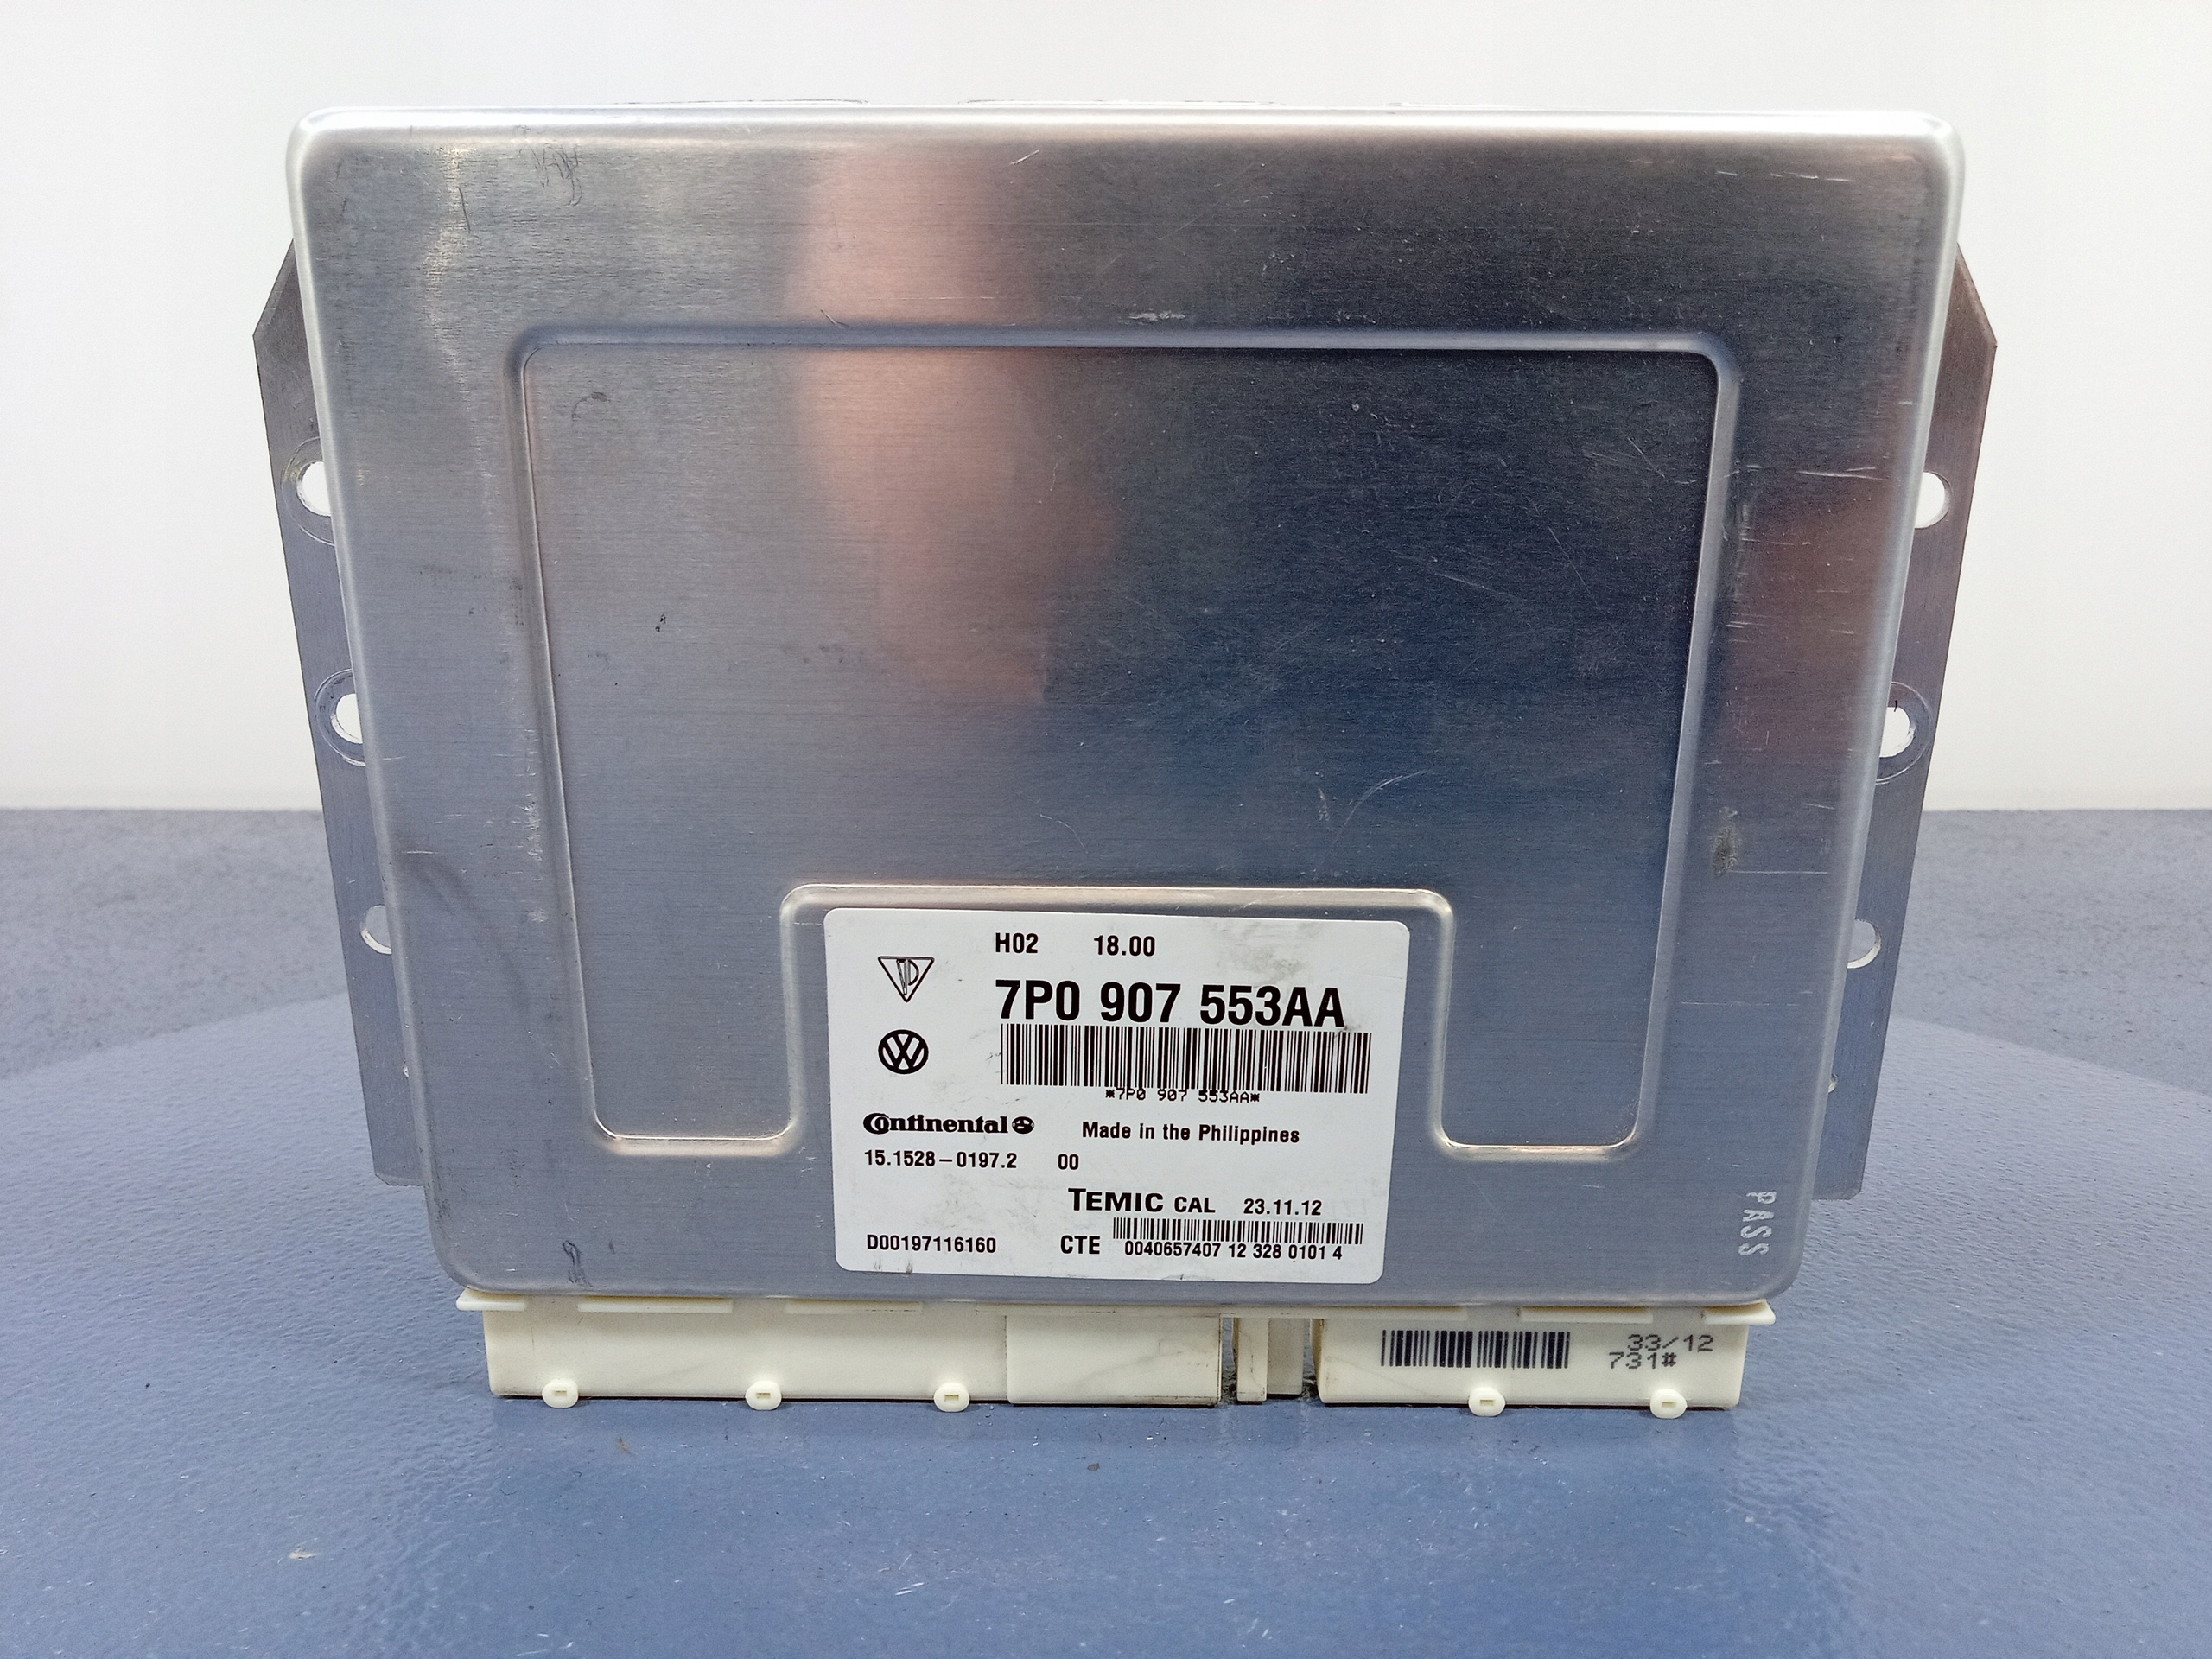 H02 18.00
7P0 907 553AA
*7P0 907 553AA*
Continental
Made in the Philippines
15.1528-0197.2 00
TEMIC CAL 23.11.12
D00197116160 CTE 0040657407 12 328 0101 4
PASS
33/12
731#